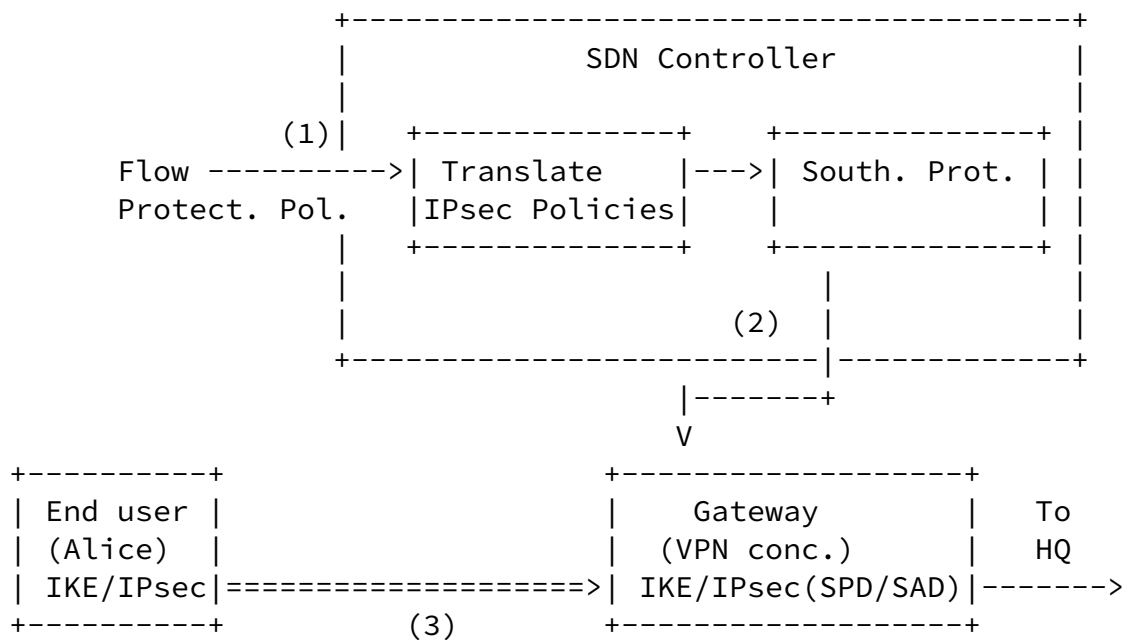 SDN Controller
(1)
Flow ----------> Translate ---> South. Prot.
Protect. Pol. IPsec Policies
(2)
V
End user Gateway To
(Alice) (VPN conc.) HQ
IKE/IPsec ====================> IKE/IPsec(SPD/SAD) ------->
(3)